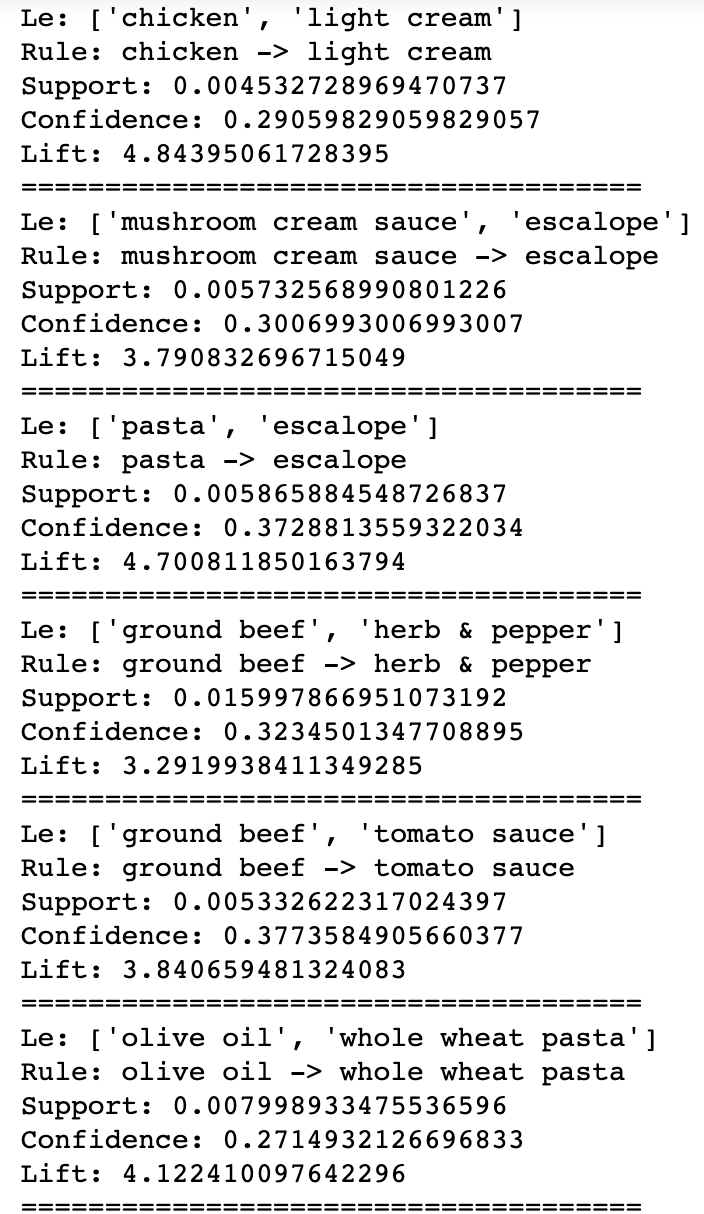 Le: ['chicken', 'light cream']
Rule: chicken -> light cream
Support: 0.004532728969470737
Confidence: 0.29059829059829057
Lift: 4.84395061728395
=====================================
Le: ['mushroom cream sauce', 'escalope']
Rule: mushroom cream sauce -> escalope
Support: 0.005732568990801226
Confidence: 0.3006993006993007
Lift: 3.790832696715049
=====================================
Le: ['pasta', 'escalope']
Rule: pasta -> escalope
Support: 0.005865884548726837
Confidence: 0.3728813559322034
Lift: 4.700811850163794
=====================================
Le: ['ground beef', 'herb & pepper']
Rule: ground beef -> herb & pepper
Support: 0.015997866951073192
Confidence: 0.3234501347708895
Lift: 3.2919938411349285
=====================================
Le: ['ground beef', 'tomato sauce']
Rule: ground beef -> tomato sauce
Support: 0.005332622317024397
Confidence: 0.3773584905660377
Lift: 3.840659481324083
=====================================
Le: ['olive oil', 'whole wheat pasta']
Rule: olive oil -> whole wheat pasta
Support: 0.007998933475536596
Confidence: 0.2714932126696833
Lift: 4.122410097642296
=====================================